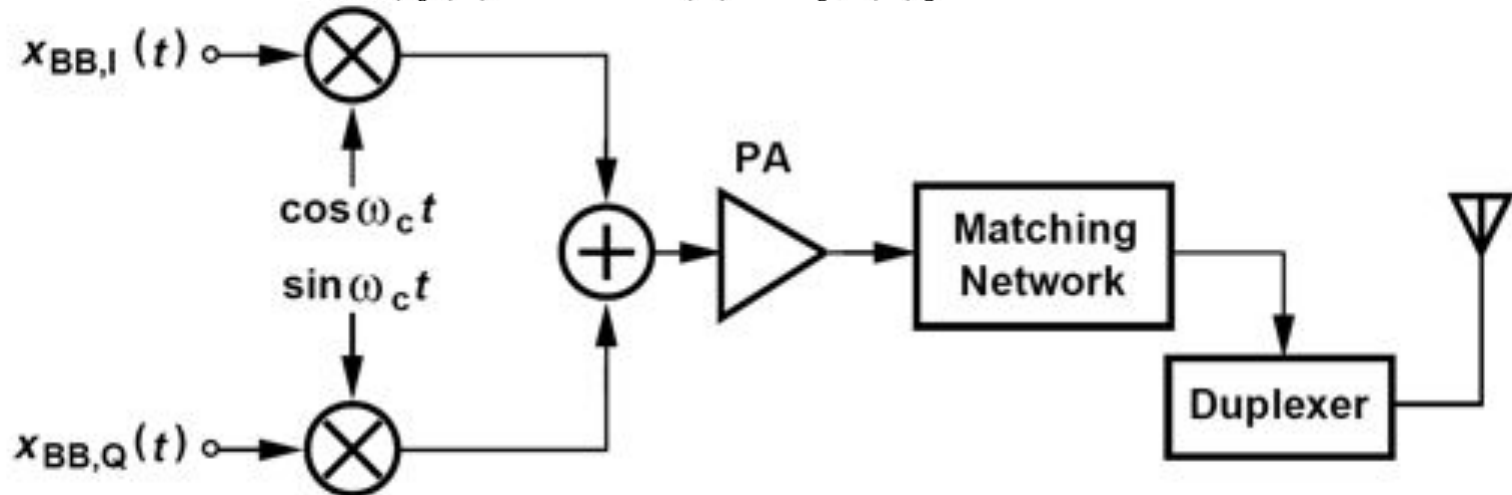 x_BB,I (t)
cos ω_c t
sin ω_c t
x_BB,Q (t)
PA
Matching
Network
Duplexer